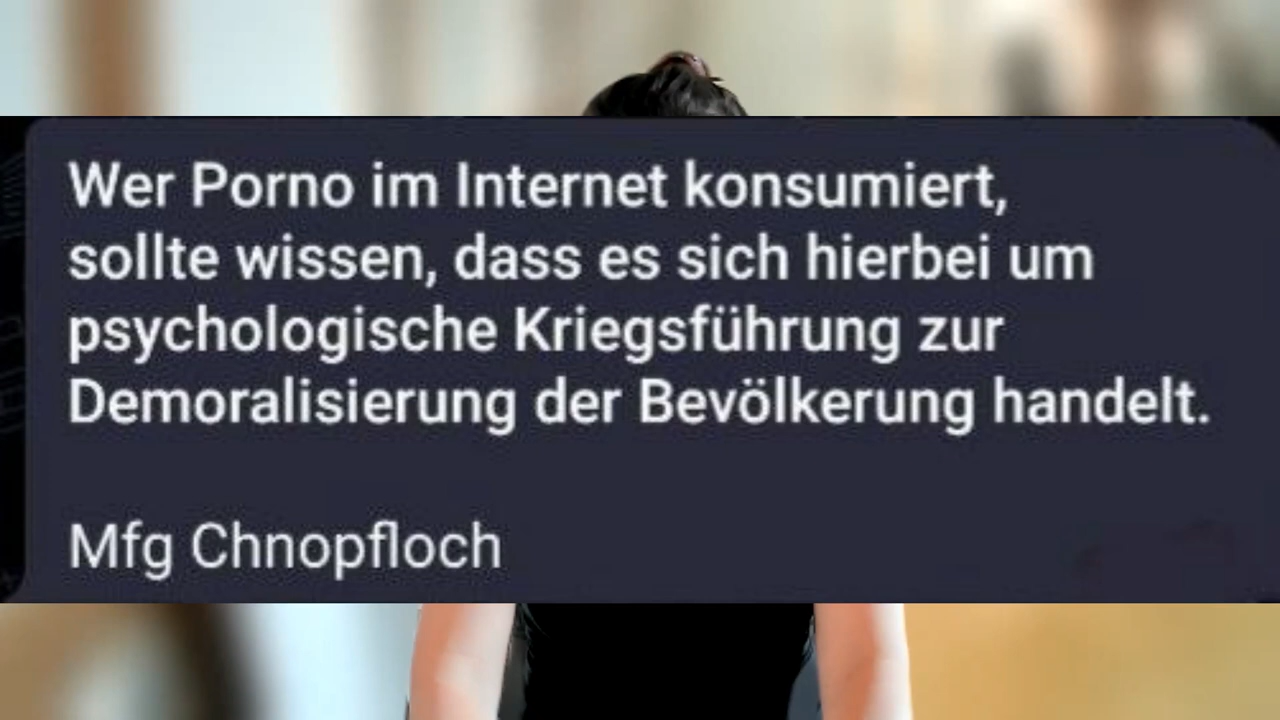 Wer Porno im Internet konsumiert,
sollte wissen, dass es sich hierbei um
psychologische Kriegsführung zur
Demoralisierung der Bevölkerung handelt.
Mfg Chnopfloch